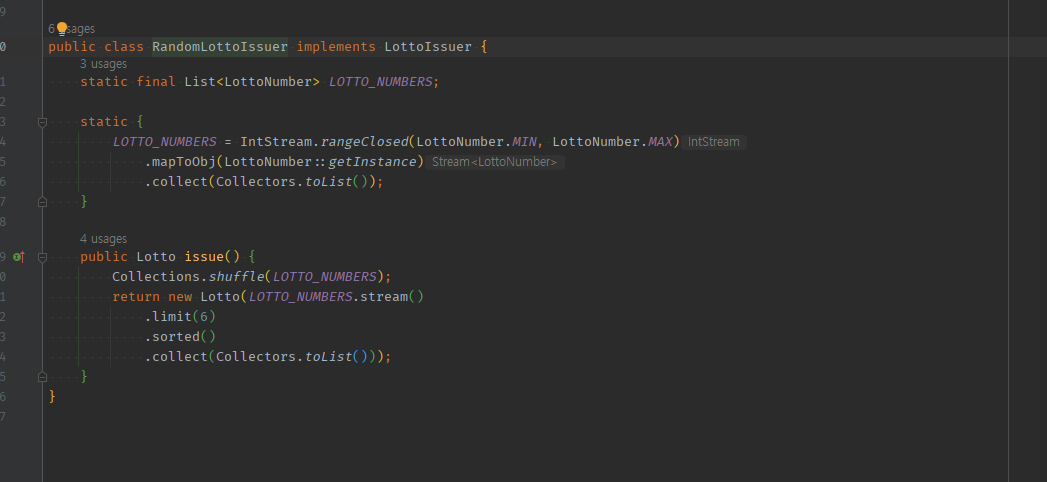 9
6 usages
0 public class RandomLottoIssuer implements LottoIssuer {
3 usages
1 static final List<LottoNumber> LOTTO_NUMBERS;
2
3 static {
4 LOTTO_NUMBERS = IntStream.rangeClosed(LottoNumber.MIN, LottoNumber.MAX) IntStream
5 .mapToObj(LottoNumber::getInstance) Stream<LottoNumber>
6 .collect(Collectors.toList());
7 }
8
4 usages
9 public Lotto issue() {
0 Collections.shuffle(LOTTO_NUMBERS);
1 return new Lotto(LOTTO_NUMBERS.stream()
2 .limit(6)
3 .sorted()
4 .collect(Collectors.toList()));
5 }
6 }
7